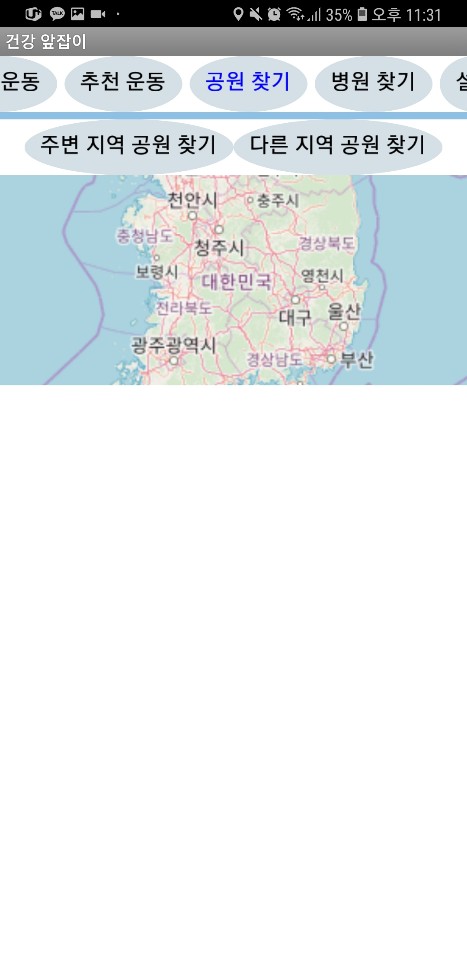 35% 오후 11:31
건강 앞잡이
운동 추천 운동 공원 찾기 병원 찾기
주변 지역 공원 찾기 다른 지역 공원 찾기
천안시 충주시
충청남도 청주시 경상북도
보령시 대한민국 영천시
전라북도 대구 울산
광주광역시 경상남도 부산